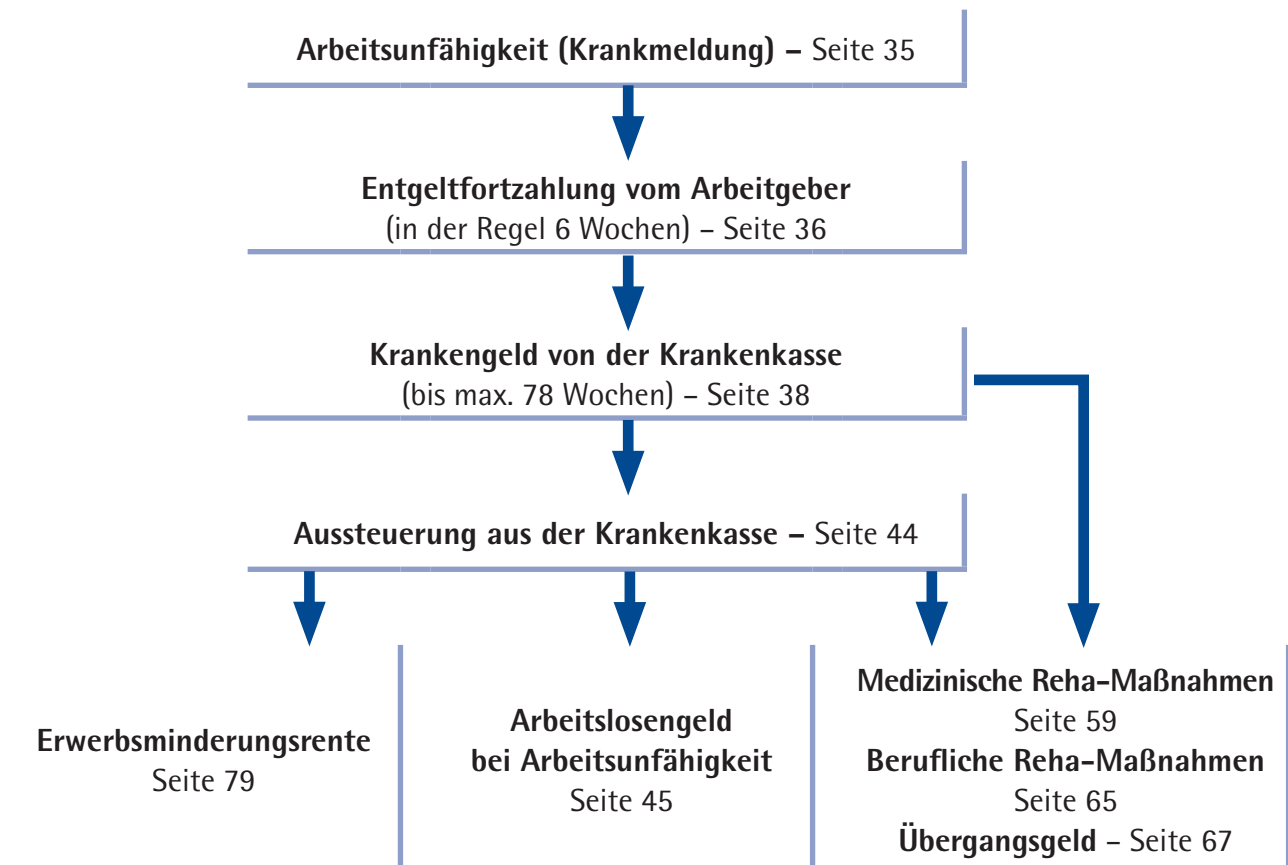 Arbeitsunfähigkeit (Krankmeldung) – Seite 35
Entgeltfortzahlung vom Arbeitgeber
(in der Regel 6 Wochen) – Seite 36
Krankengeld von der Krankenkasse
(bis max. 78 Wochen) – Seite 38
Aussteuerung aus der Krankenkasse – Seite 44
Erwerbsminderungsrente
Seite 79
Arbeitslosengeld
bei Arbeitsunfähigkeit
Seite 45
Medizinische Reha-Maßnahmen
Seite 59
Berufliche Reha-Maßnahmen
Seite 65
Übergangsgeld – Seite 67